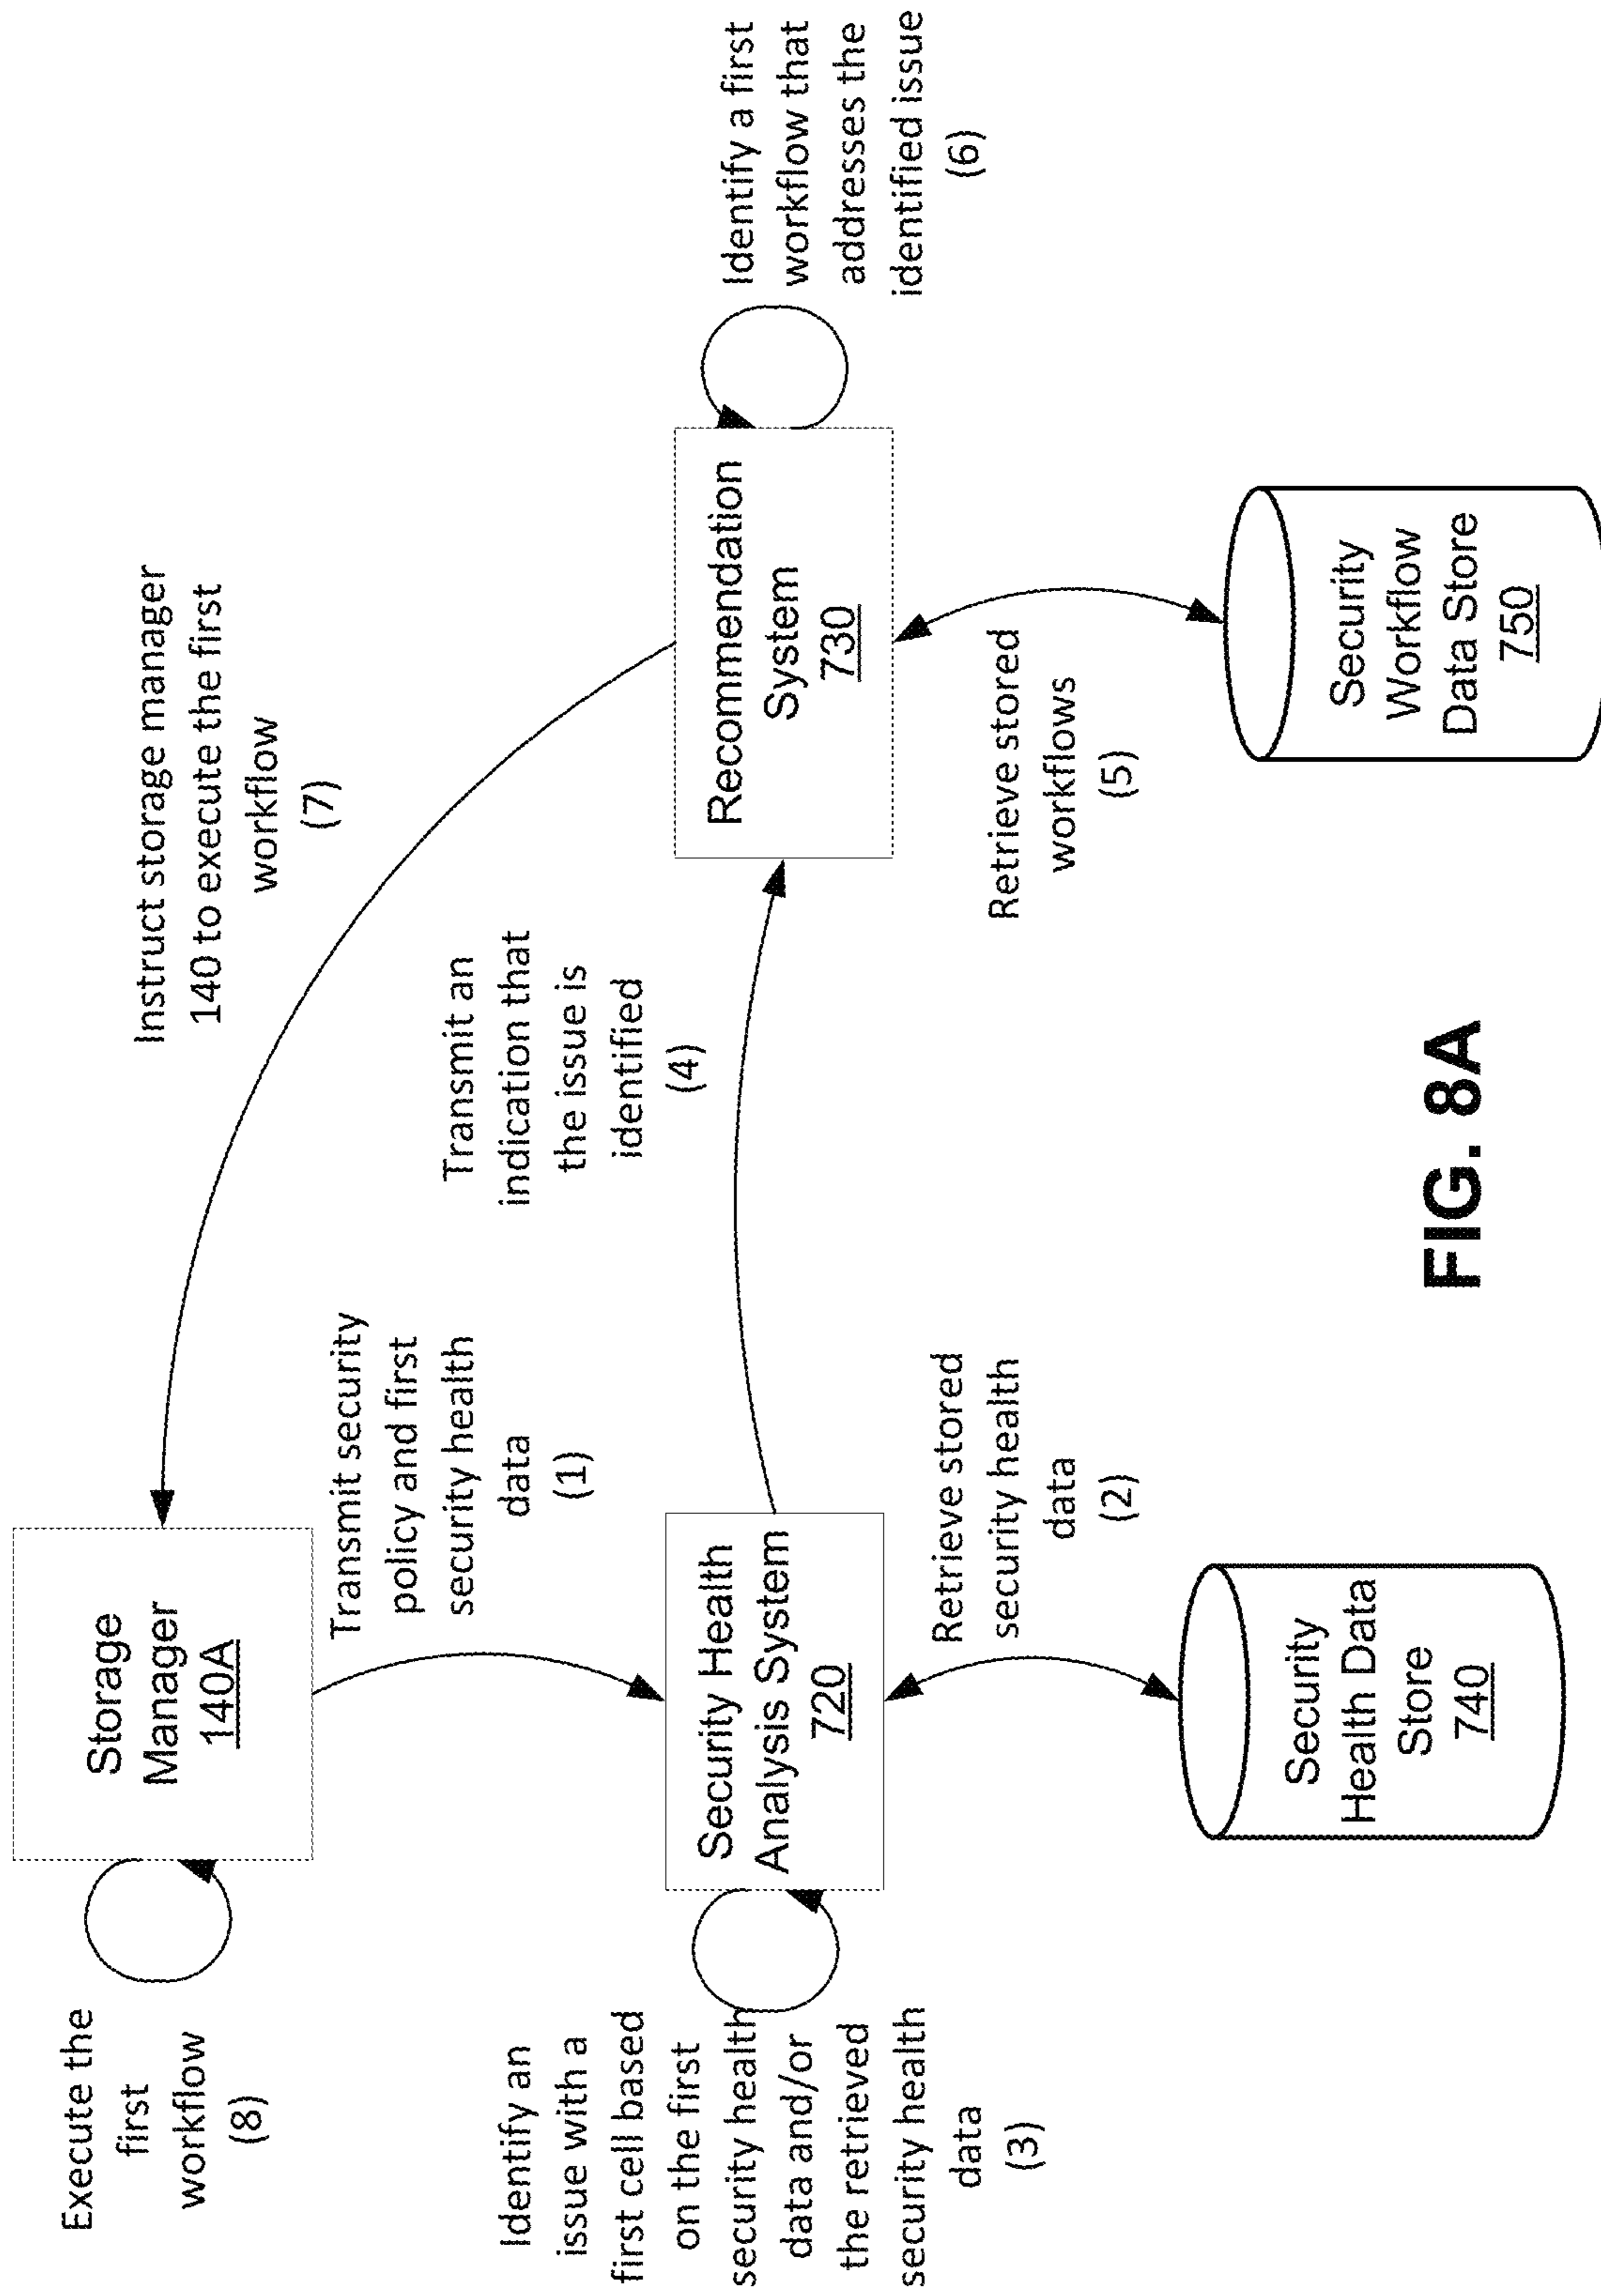 Execute the
first
workflow
(8)
Storage
Manager
140A
Instruct storage manager
140 to execute the first
workflow
(7)
Transmit security
policy and first
security health
data
(1)
Transmit an
indication that
the issue is
identified
(4)
Identify an
issue with a
first cell based
on the first
security health
data and/or
the retrieved
security health
data
(3)
Security Health
Analysis System
720
Recommendation
System
730
Identify a first
workflow that
addresses the
identified issue
(6)
Retrieve stored
security health
data
(2)
Retrieve stored
workflows
(5)
Security
Health Data
Store
740
Security
Workflow
Data Store
750
FIG. 8A